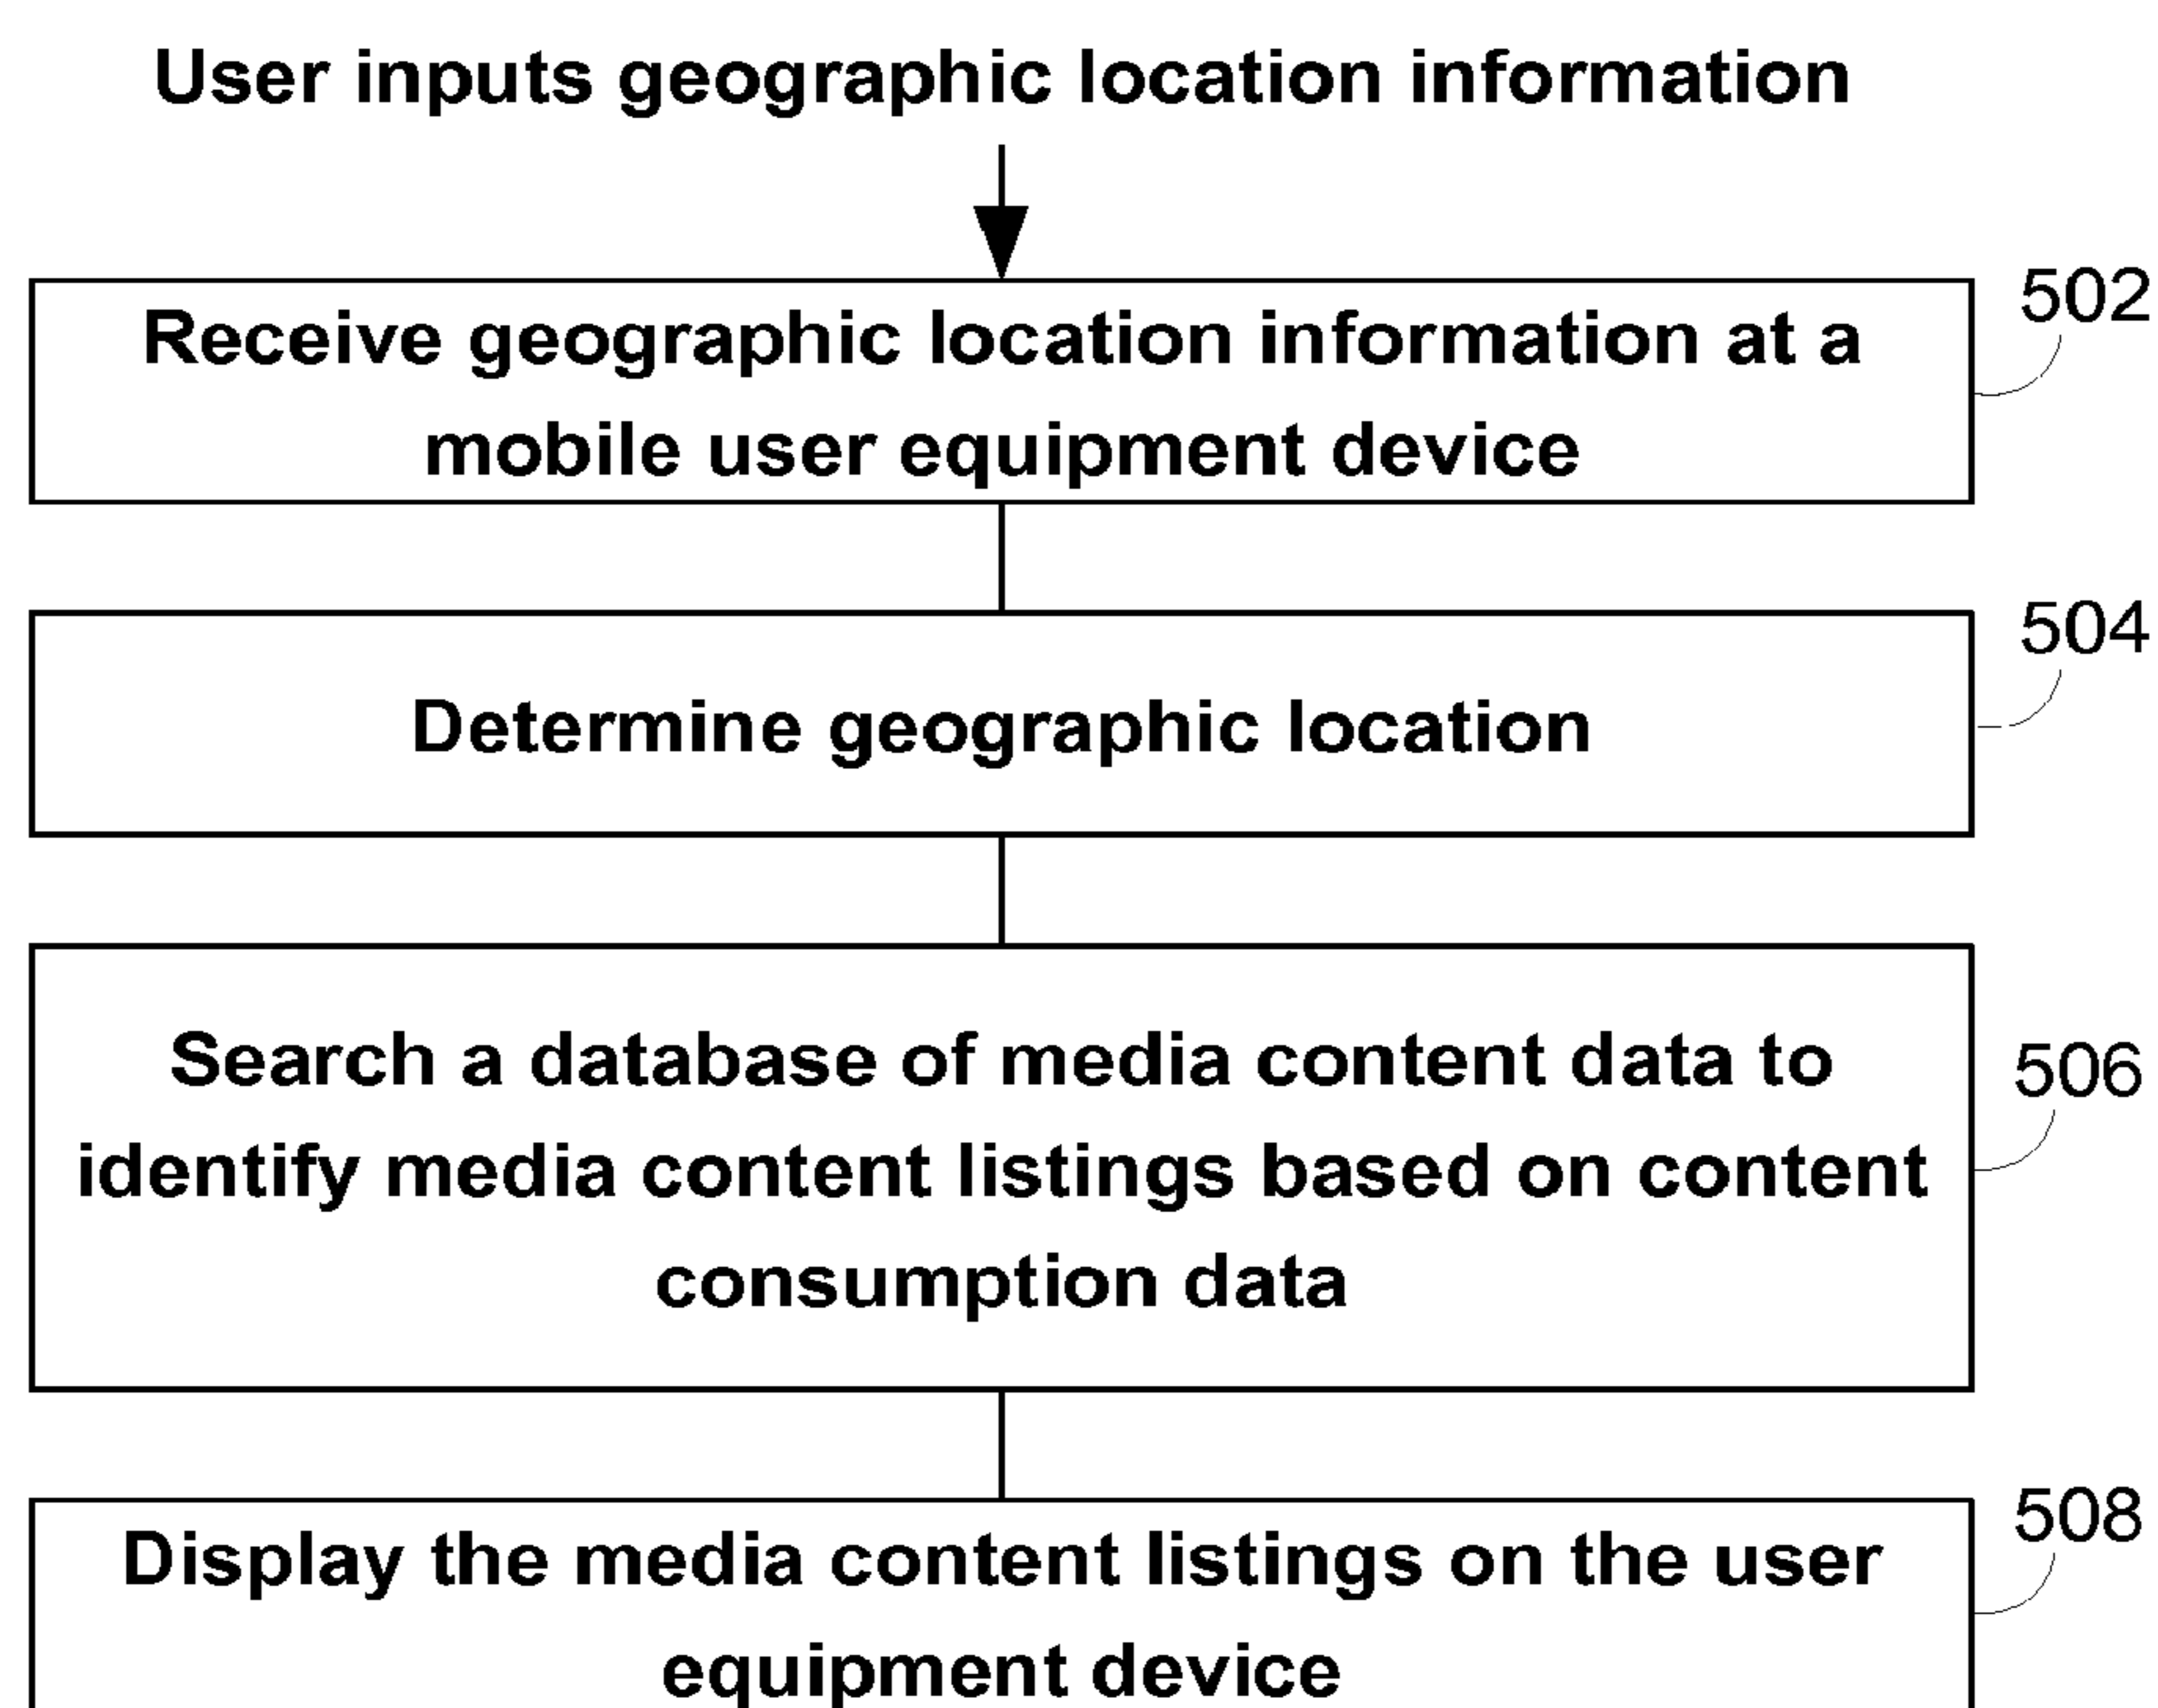 User inputs geographic location information
502
Receive geographic location information at a
mobile user equipment device
504
Determine geographic location
506
Search a database of media content data to
identify media content listings based on content
consumption data
508
Display the media content listings on the user
equipment device